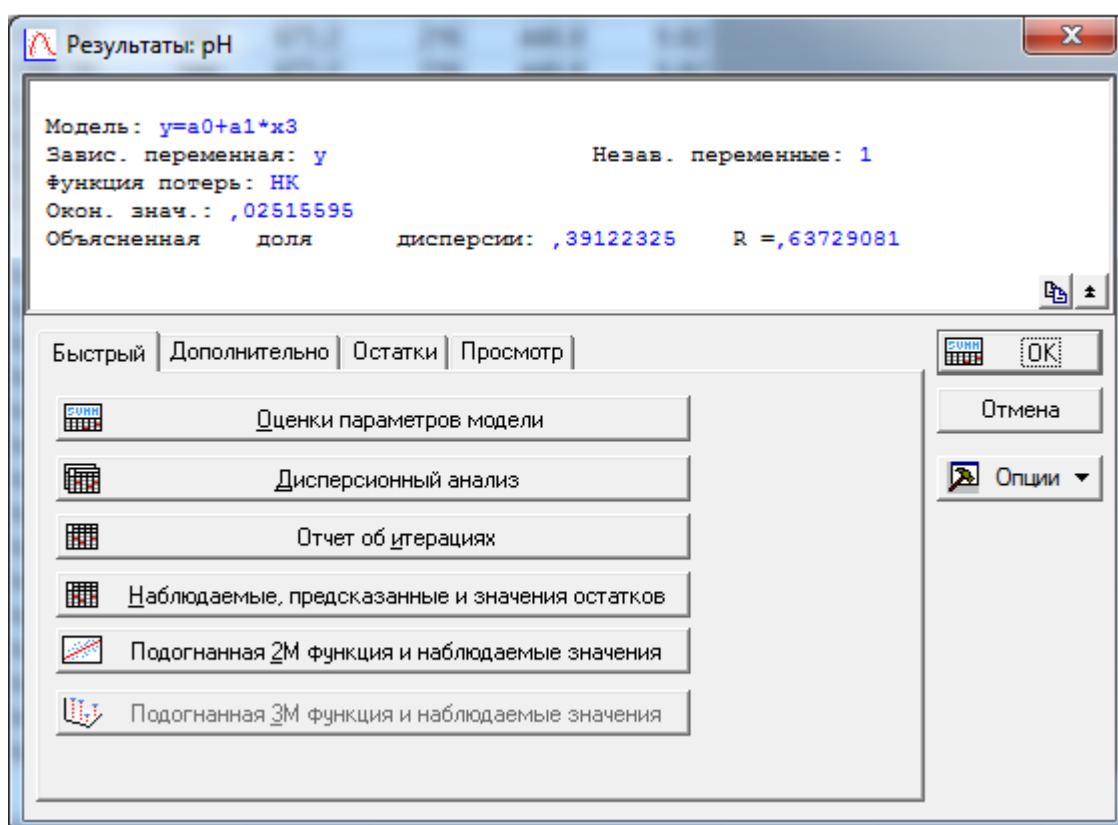 Результаты: pH
Модель: y=a0+a1*x3
Завис. переменная: y Незав. переменные: 1
Функция потерь: НК
Окон. знач.: ,02515595
Объясненная доля дисперсии: ,39122325 R =,63729081
Быстрый Дополнительно Остатки Просмотр
OK
Оценки параметров модели
Отмена
Дисперсионный анализ
Опции
Отчет об итерациях
Наблюдаемые, предсказанные и значения остатков
Подогнанная 2М функция и наблюдаемые значения
Подогнанная 3М функция и наблюдаемые значения